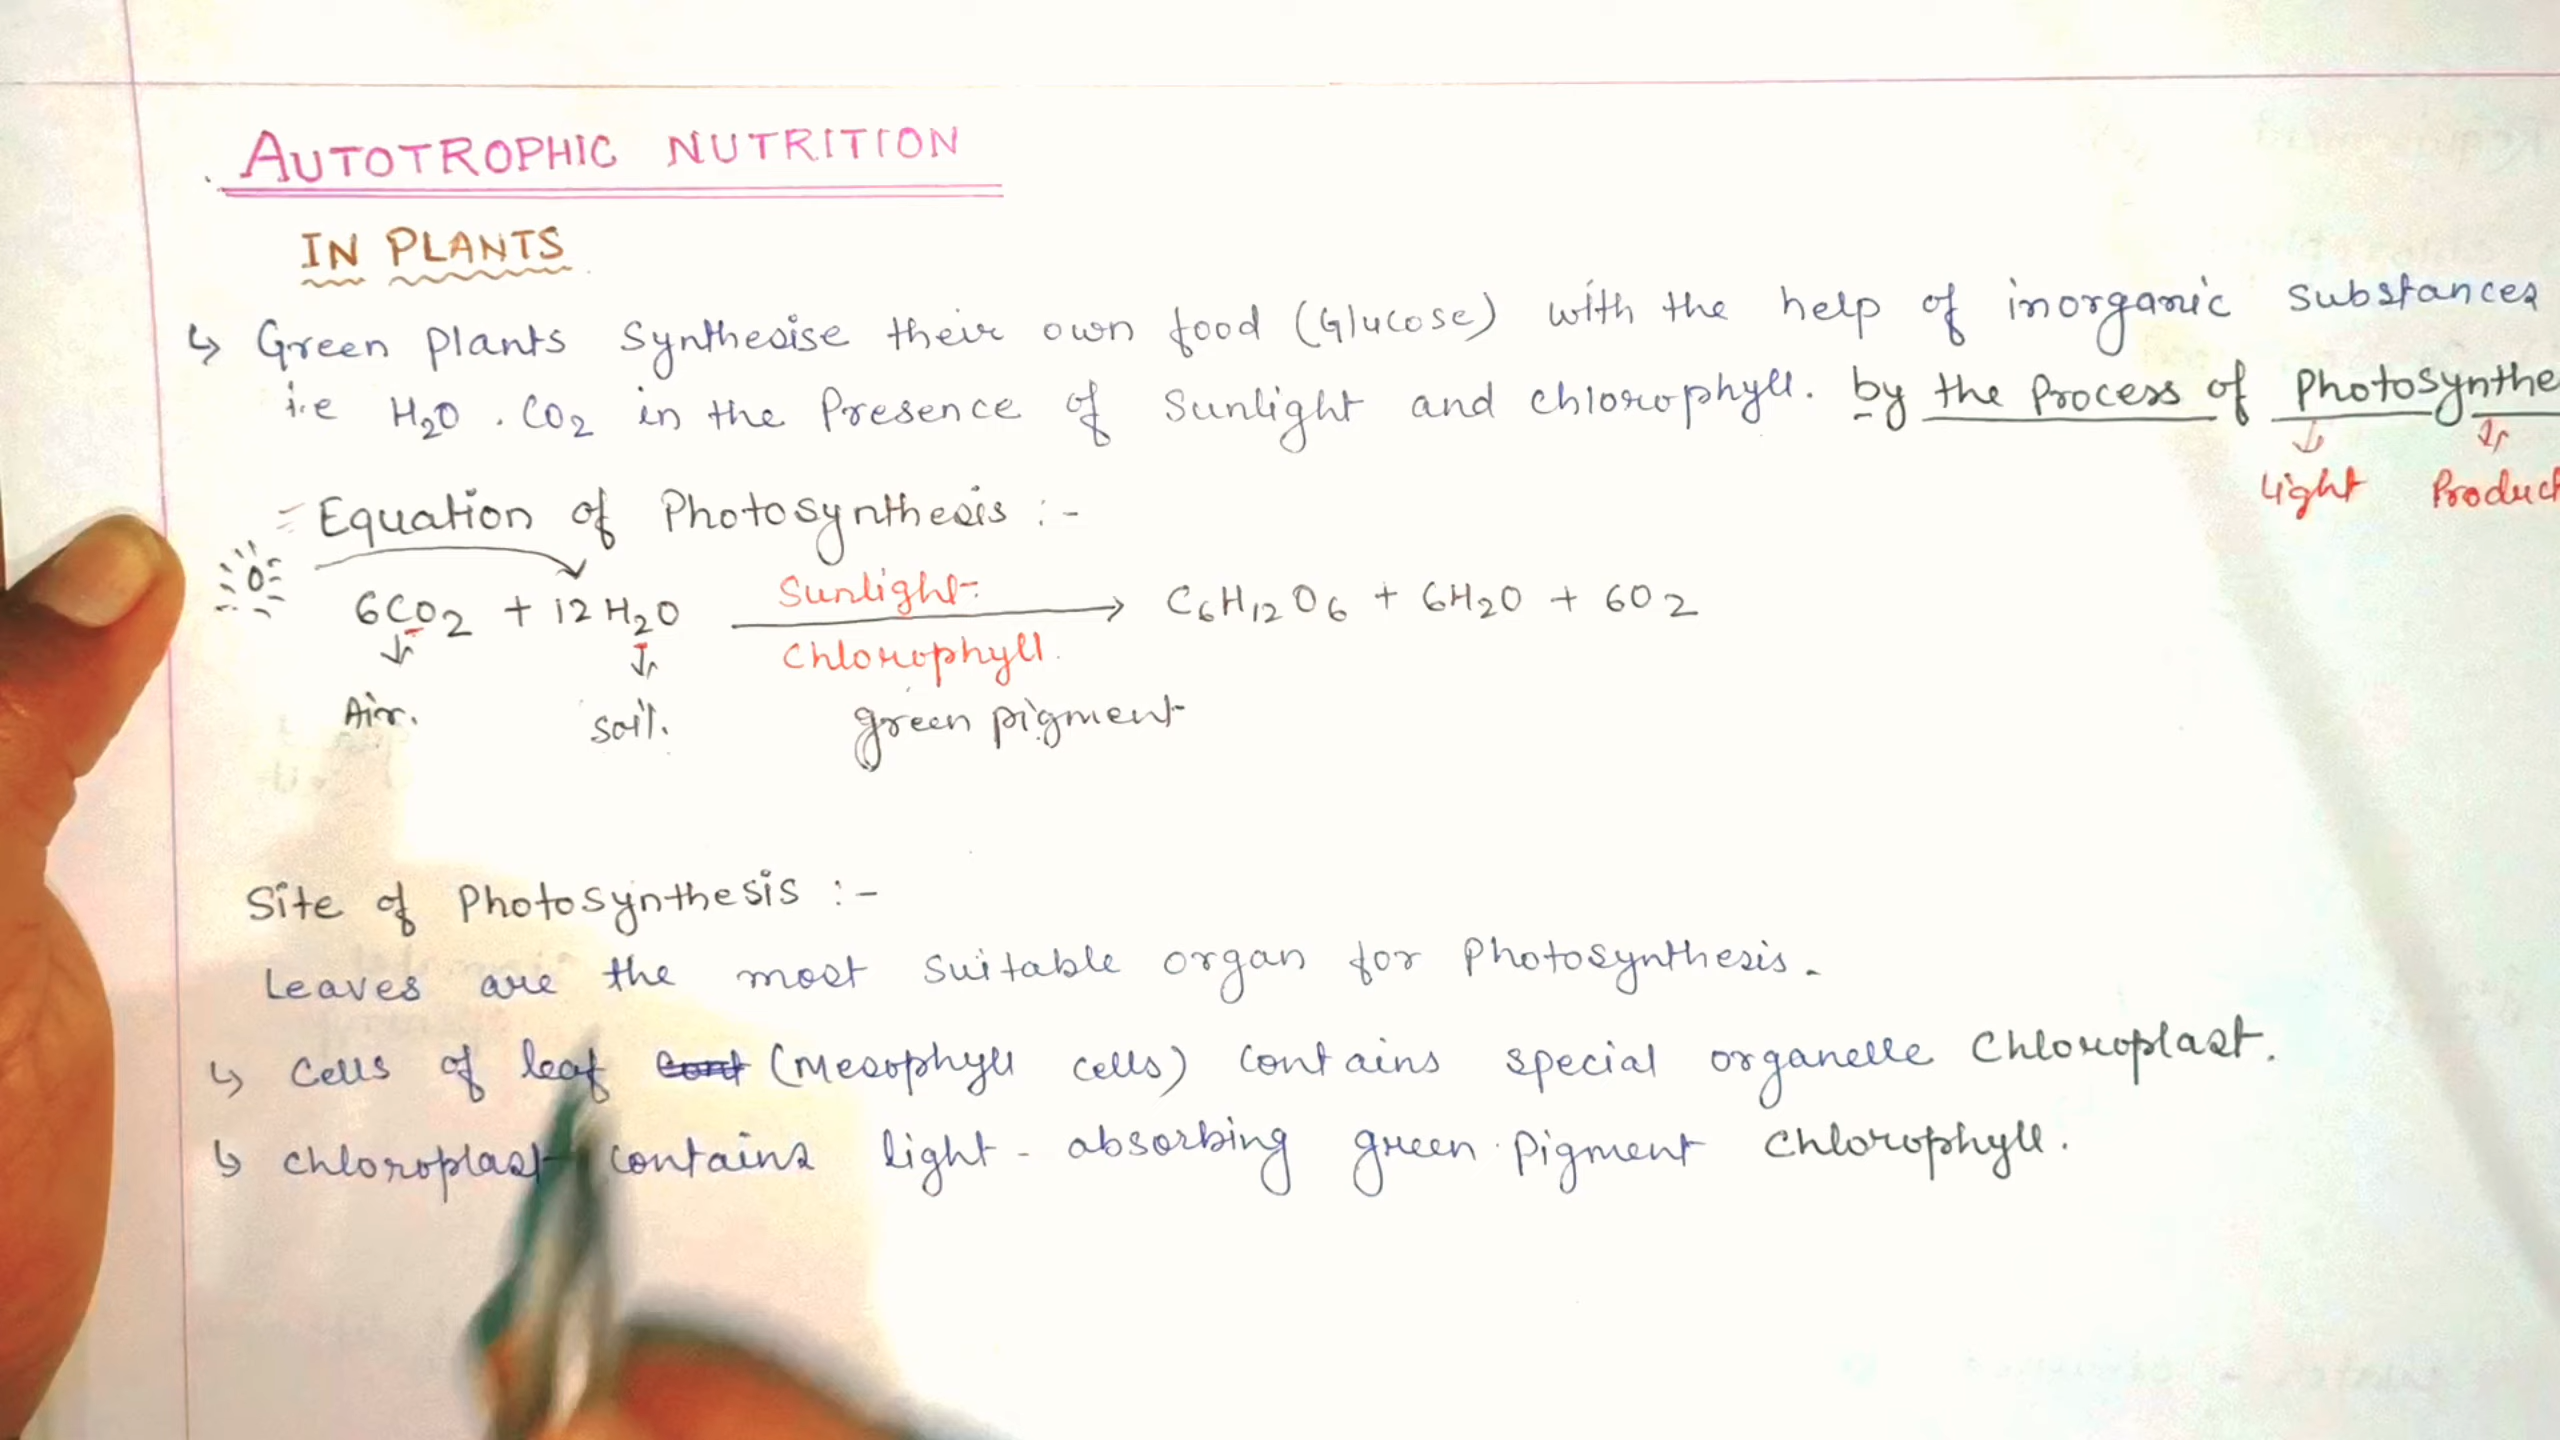 AUTOTROPHIC NUTRITION
IN PLANTS
↳ Green plants synthesise their own food (Glucose) with the help of inorganic substances
i.e H₂O . CO₂ in the Presence of Sunlight and chlorophyll. by the Process of Photosynthe
Light Product
Equation of Photosynthesis :-
6CO₂ + 12H₂O Sunlight Chlorophyll → C₆H₁₂O₆ + 6H₂O + 6O₂
Air. soil. green pigment
Site of Photosynthesis :-
Leaves are the most suitable organ for Photosynthesis.
↳ Cells of leaf (Mesophyll cells) contains special organelle Chloroplast.
↳ chloroplast contains light - absorbing green pigment chlorophyll.